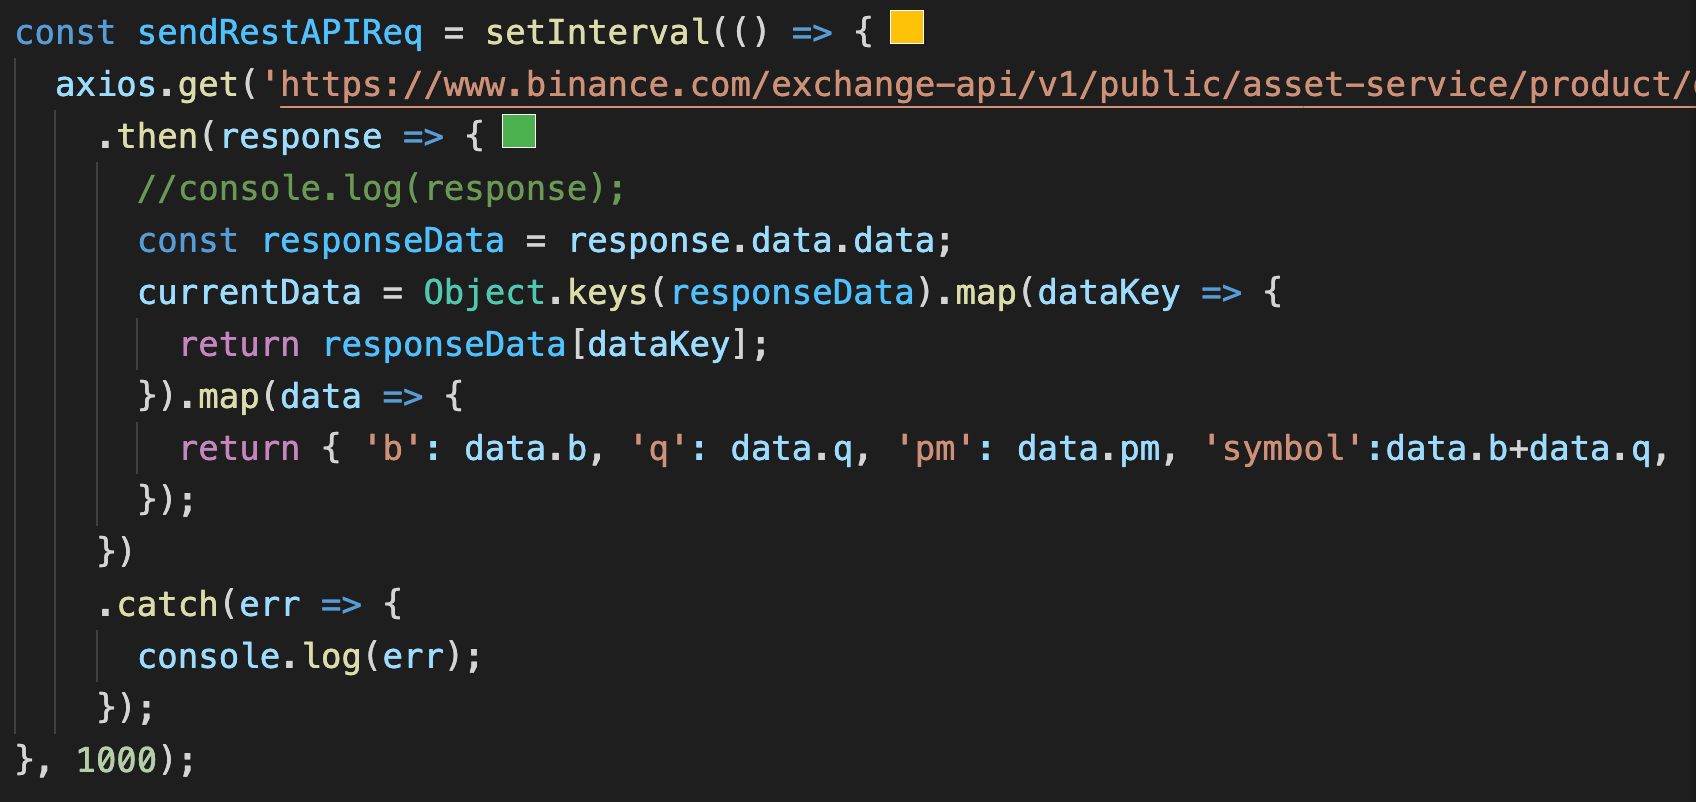 const sendRestAPIReq = setInterval(() => {
axios.get('https://www.binance.com/exchange-api/v1/public/asset-service/product/
.then(response => {
//console.log(response);
const responseData = response.data.data;
currentData = Object.keys(responseData).map(dataKey => {
return responseData[dataKey];
}).map(data => {
return { 'b': data.b, 'q': data.q, 'pm': data.pm, 'symbol':data.b+data.q,
});
})
.catch(err => {
console.log(err);
});
}, 1000);